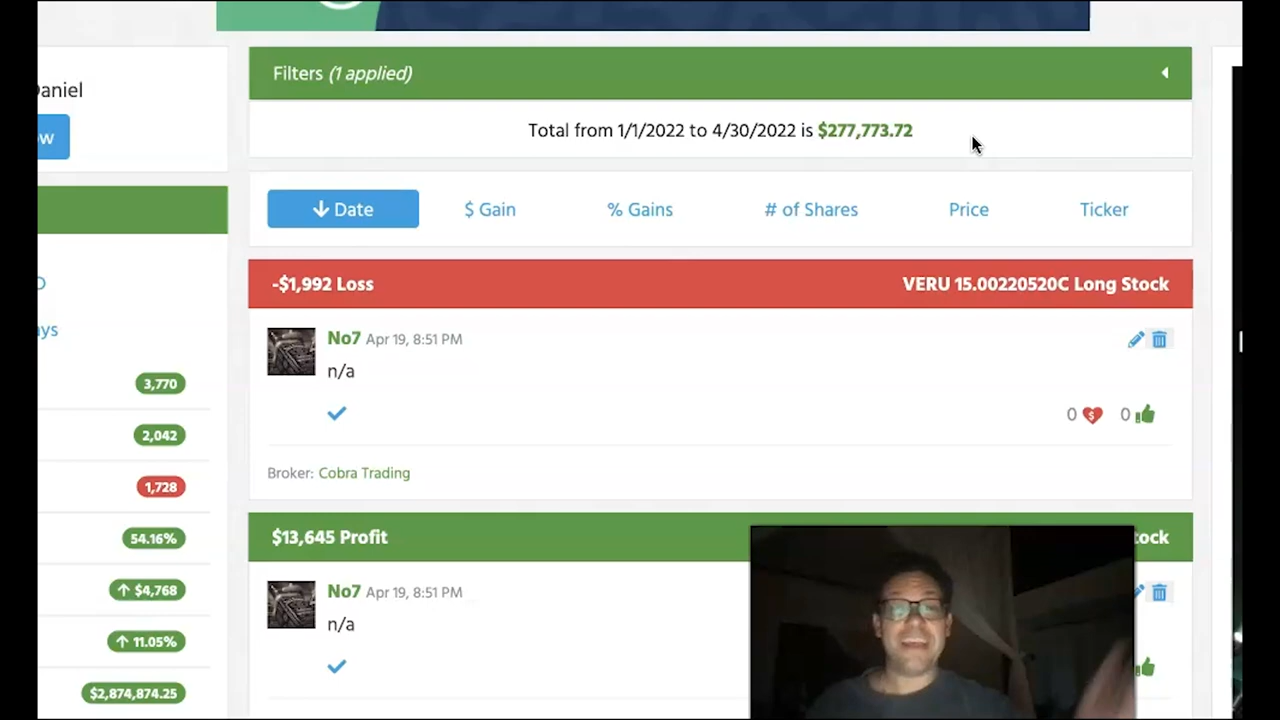 Daniel
Filters (1 applied)
Total from 1/1/2022 to 4/30/2022 is $277,773.72
Date $ Gain % Gains # of Shares Price Ticker
-$1,992 Loss VERU 15.00220520C Long Stock
No7 Apr 19, 8:51 PM
n/a
0 0
Broker: Cobra Trading
$13,645 Profit
No7 Apr 19, 8:51 PM
n/a
3,770
2,042
1,728
54.16%
$4,768
11.05%
$2,874,874.25